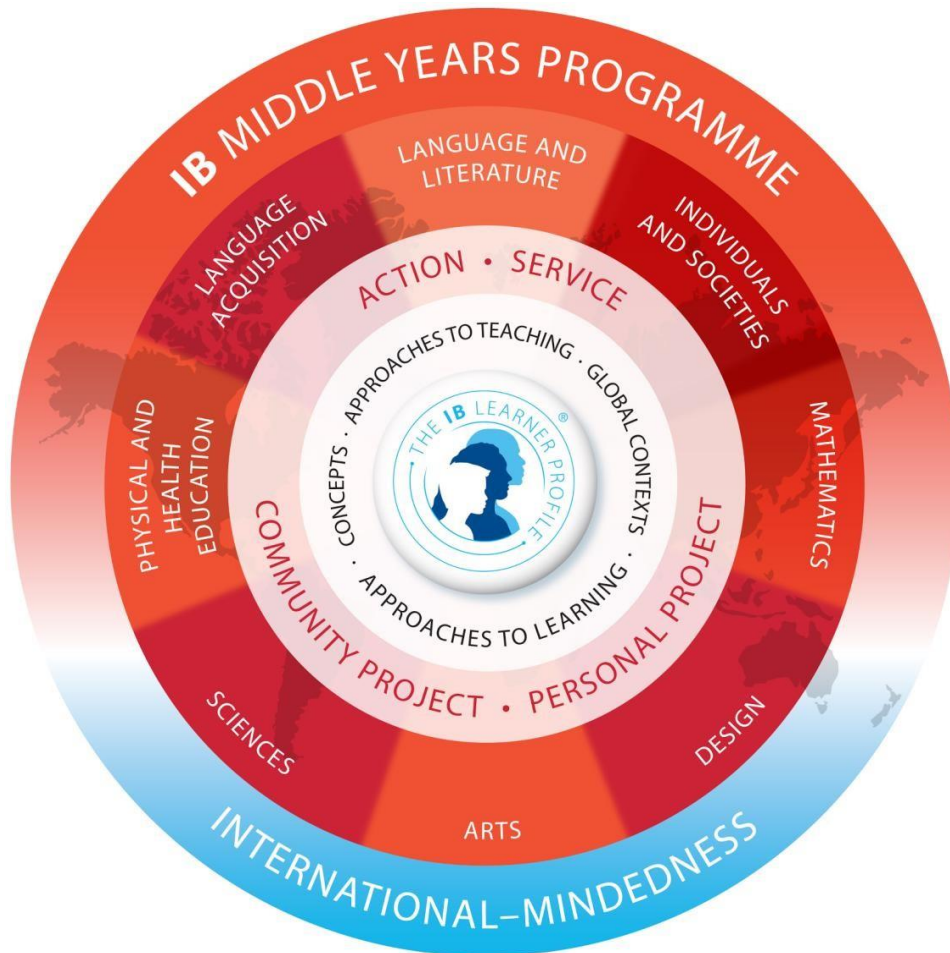 IB MIDDLE YEARS PROGRAMME
LANGUAGE AND
LITERATURE
INDIVIDUALS
AND SOCIETIES
MATHEMATICS
DESIGN
ARTS
SCIENCES
PHYSICAL AND
HEALTH
EDUCATION
LANGUAGE
ACQUISITION
ACTION • SERVICE
PERSONAL PROJECT
•
COMMUNITY PROJECT
APPROACHES TO TEACHING · GLOBAL CONTEXTS · APPROACHES TO LEARNING · CONCEPTS ·
• THE IB LEARNER PROFILE • ®
INTERNATIONAL–MINDEDNESS